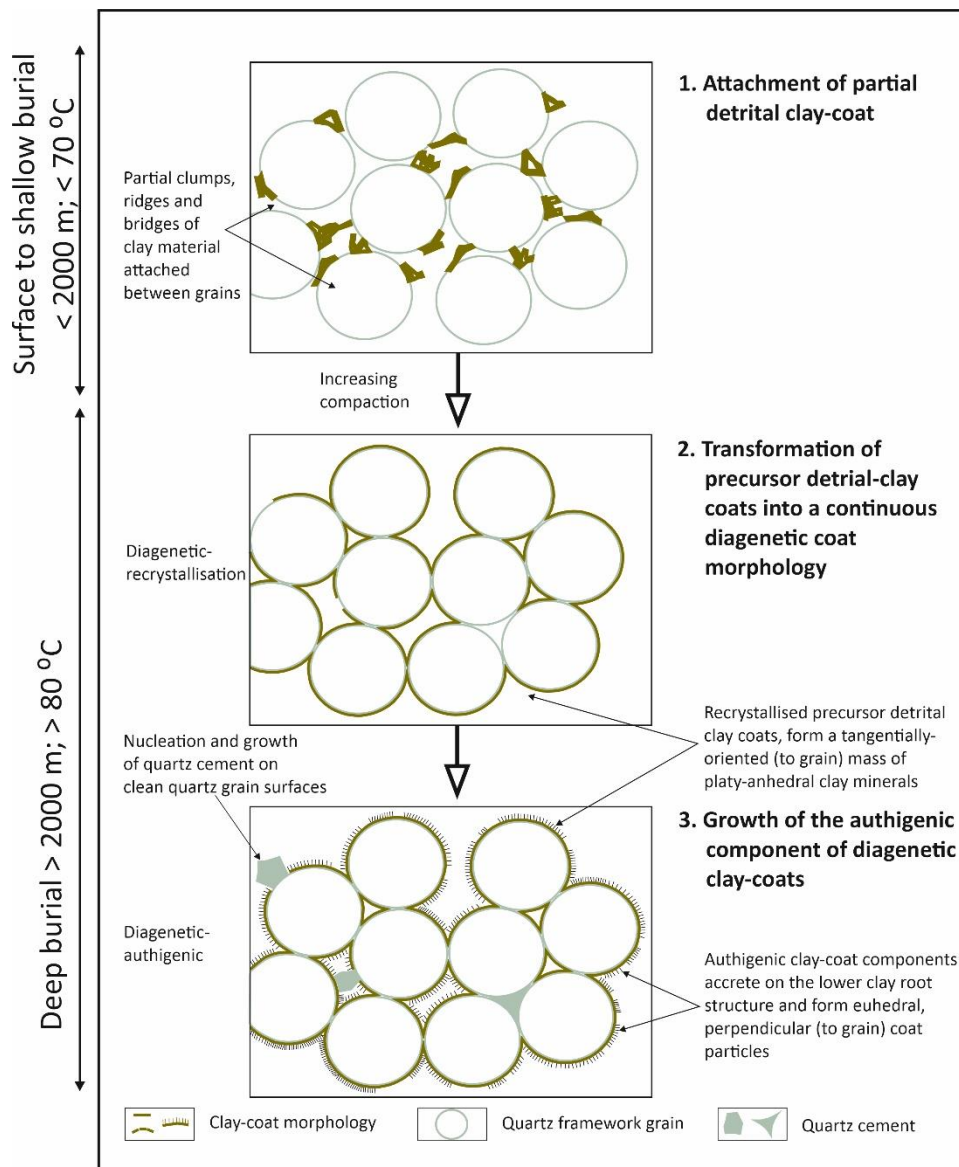 Surface to shallow burial
< 2000 m; < 70 °C
1. Attachment of partial
detrital clay-coat
Partial clumps,
ridges and
bridges of
clay material
attached
between grains
Increasing
compaction
Deep burial > 2000 m; > 80 °C
2. Transformation of
precursor detrial-clay
coats into a continuous
diagenetic coat
morphology
Diagenetic-
recrystallisation
Recrystallised precursor detrital
clay coats, form a tangentially-
oriented (to grain) mass of
platy-anhedral clay minerals
Nucleation and growth
of quartz cement on
clean quartz grain surfaces
3. Growth of the authigenic
component of diagenetic
clay-coats
Diagenetic-
authigenic
Authigenic clay-coat components
accrete on the lower clay root
structure and form euhedral,
perpendicular (to grain) coat
particles
Clay-coat morphology
Quartz framework grain
Quartz cement